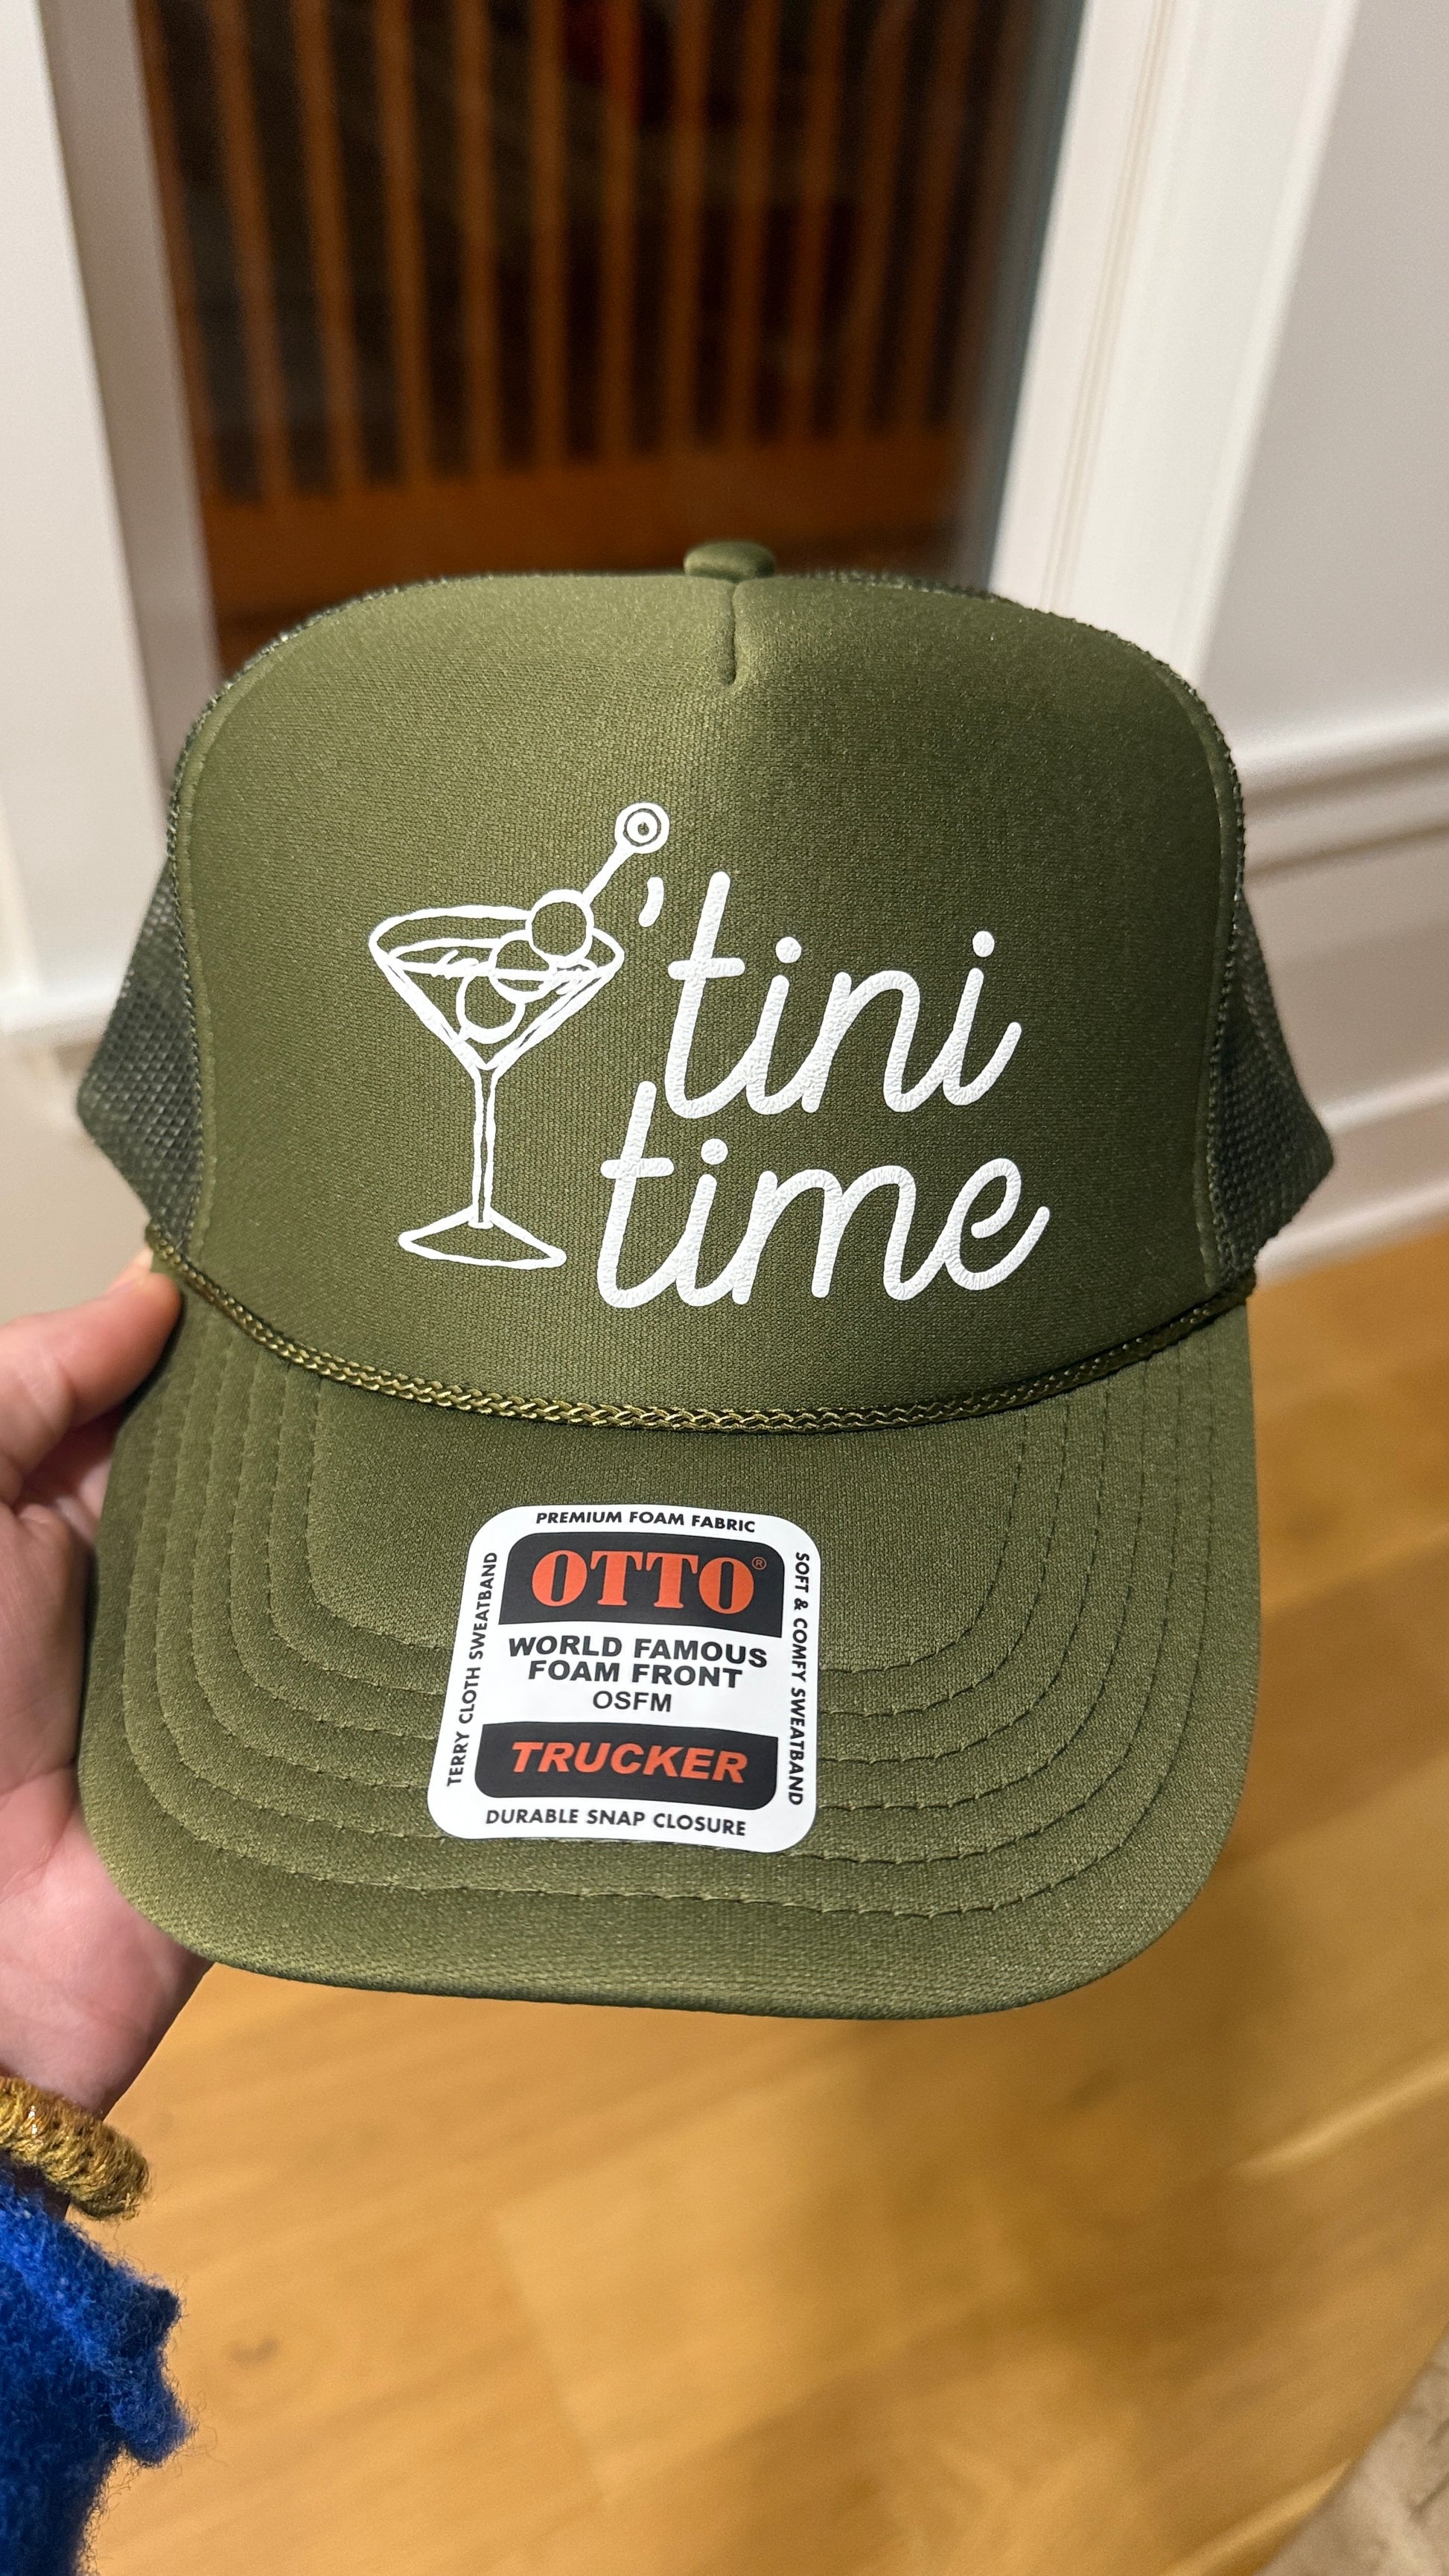 'tini
time
PREMIUM FOAM FABRIC
TERRY CLOTH SWEATBAND
OTTO®
WORLD FAMOUS
FOAM FRONT
OSFM
TRUCKER
SOFT & COMFY SWEATBAND
DURABLE SNAP CLOSURE